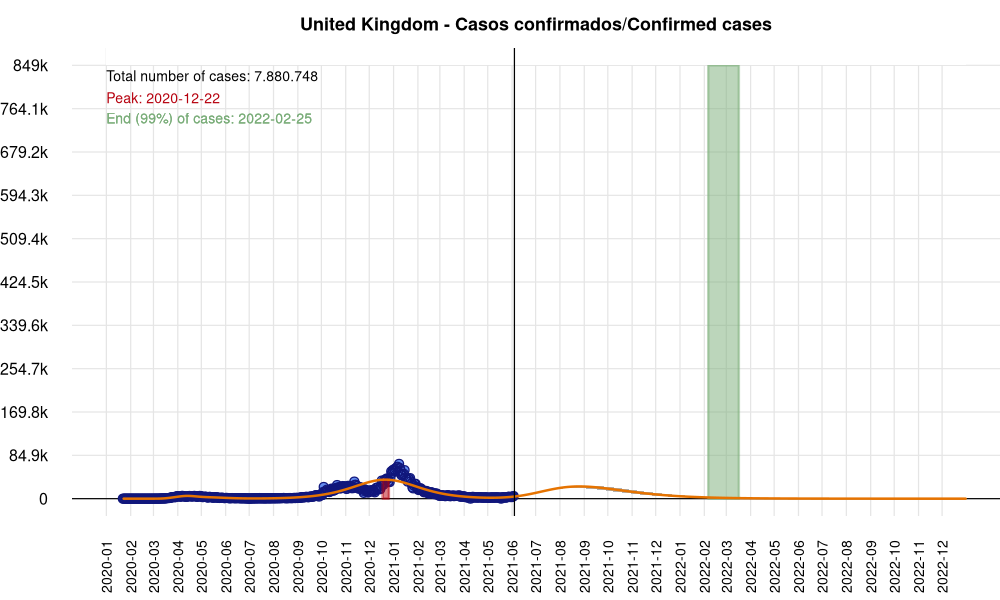 United Kingdom - Casos confirmados/Confirmed cases
849k
Total number of cases: 7.880.748
Peak: 2020-12-22
764.1k
End (99%) of cases: 2022-02-25
679.2k
594.3k
509.4k
424.5k
339.6k
254.7k
169.8k
84.9k
0
2020-01
2020-02
2020-03
2020-04
2020-05
2020-06
2020-07
2020-08
2020-09
2020-10
2020-11
2020-12
2021-01
2021-02
2021-03
2021-04
2021-05
2021-06
2021-07
2021-08
2021-09
2021-10
2021-11
2021-12
2022-01
2022-02
2022-03
2022-04
2022-05
2022-06
2022-07
2022-08
2022-09
2022-10
2022-11
2022-12